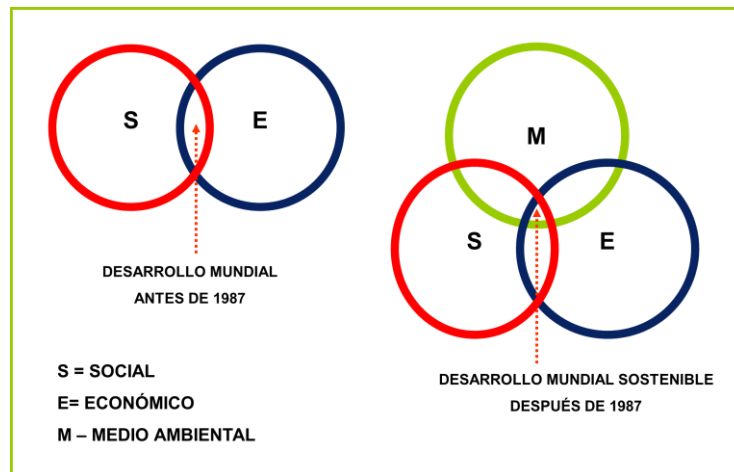 S
E
DESARROLLO MUNDIAL
ANTES DE 1987
M
S
E
DESARROLLO MUNDIAL SOSTENIBLE
DESPUÉS DE 1987
S = SOCIAL
E= ECONÓMICO
M – MEDIO AMBIENTAL